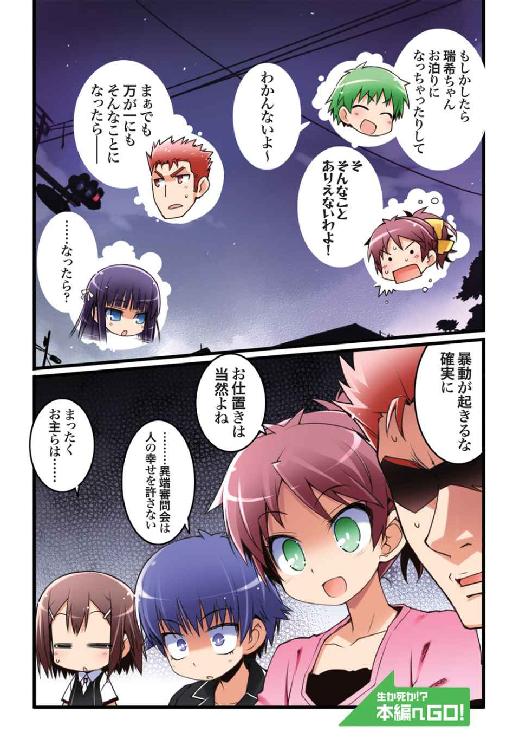 もしかしたら
瑞希ちゃん
お泊りに
なっちゃったりして
わかんないよ〜
そ
そんなこと
ありえないわよ！
まぁでも
万が一にも
そんなことに
なったら――
……なったら？
暴動が起きるな
確実に
お仕置きは
当然よね
………異端審問会は
人の幸せを許さない
まったく
お主らは……
生か死か!?
本編へGO!